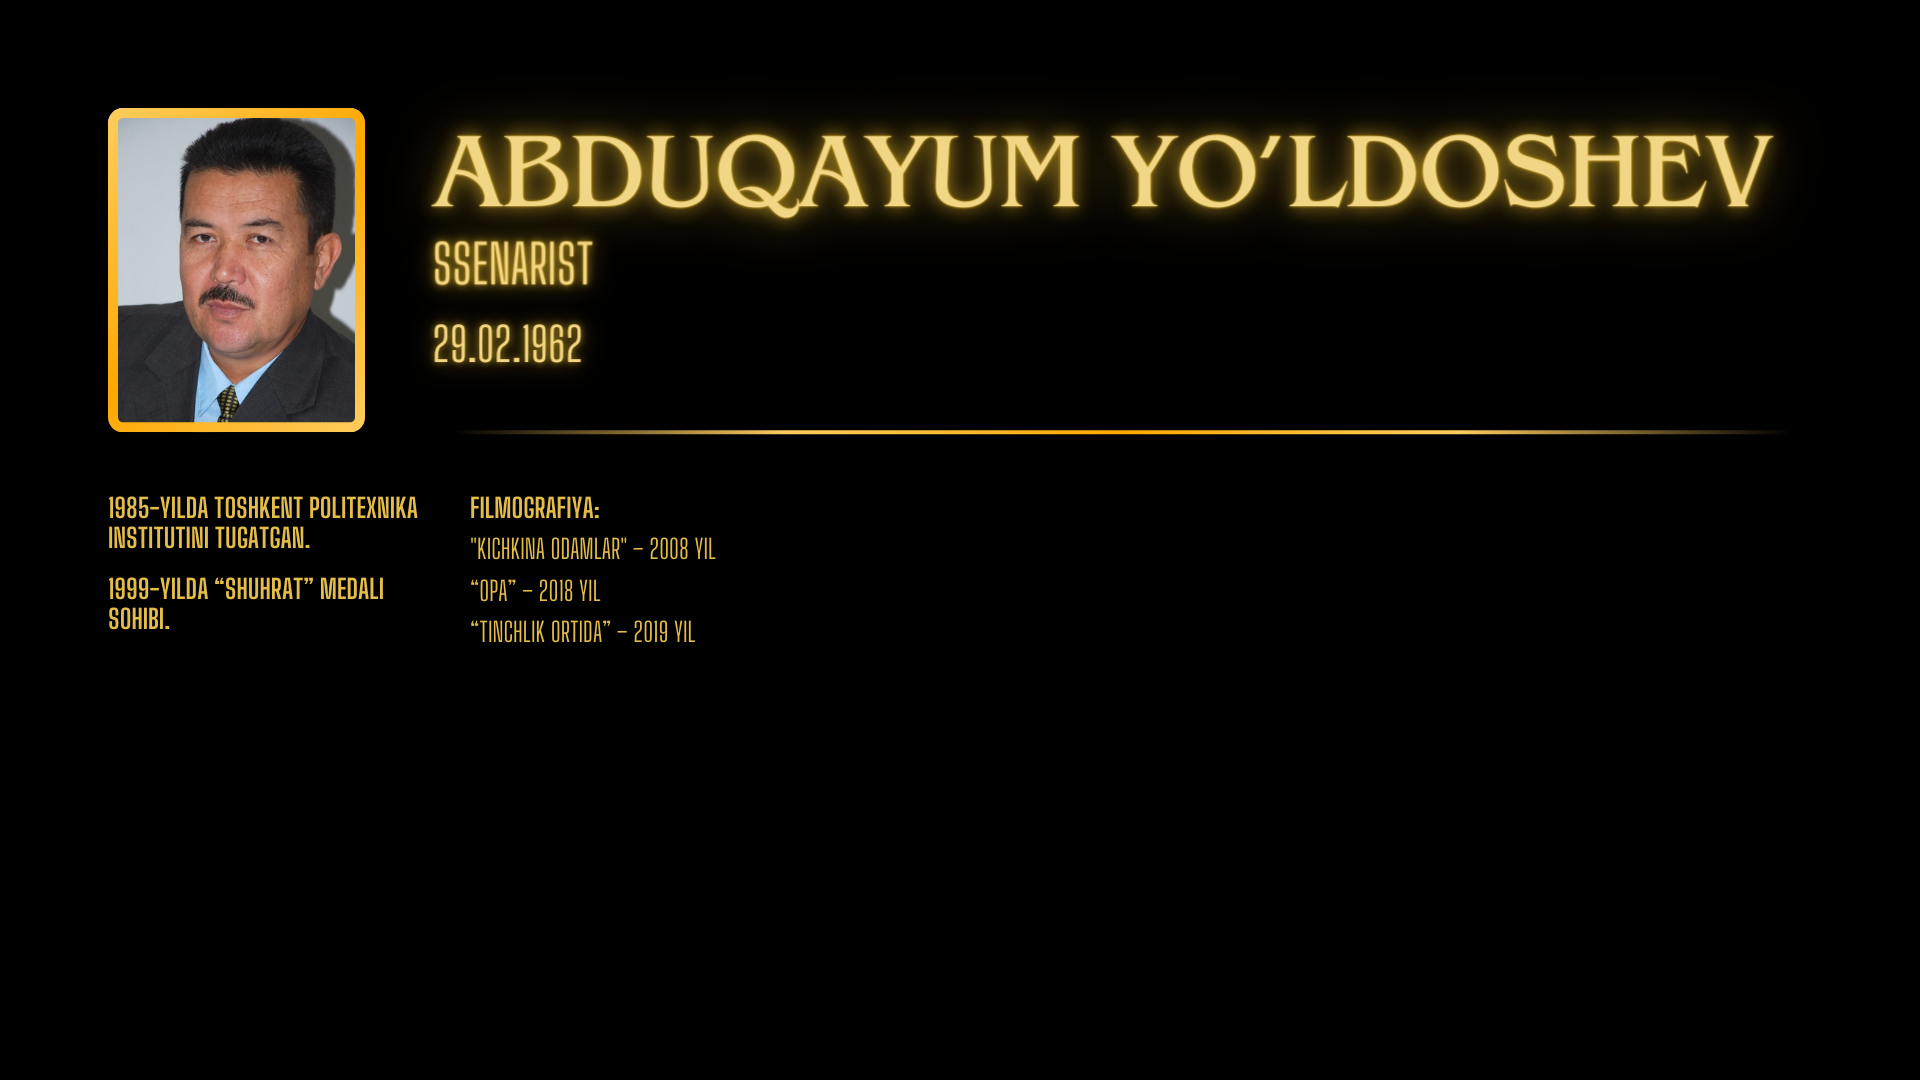 ABDUQAYUM YO’LDOSHEV
SSENARIST
29.02.1962
1985-YILDA TOSHKENT POLITEXNIKA
INSTITUTINI TUGATGAN.
1999-YILDA “SHUHRAT” MEDALI
SOHIBI.
FILMOGRAFIYA:
"KICHKINA ODAMLAR" – 2008 YIL
“OPA” – 2018 YIL
“TINCHLIK ORTIDA” – 2019 YIL